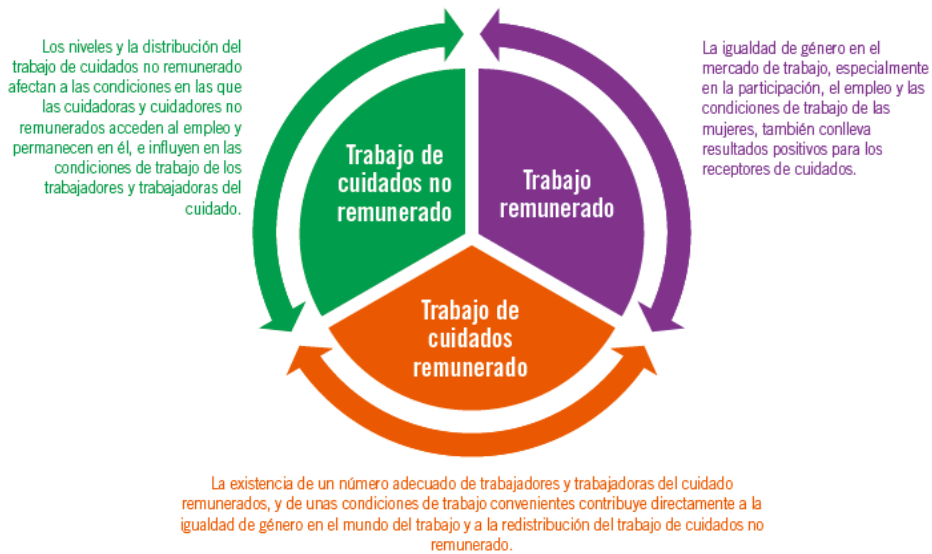 Los niveles y la distribución del
trabajo de cuidados no remunerado
afectan a las condiciones en las que
las cuidadoras y cuidadores no
remunerados acceden al empleo y
permanecen en él, e influyen en las
condiciones de trabajo de los
trabajadores y trabajadoras del
cuidado.
La igualdad de género en el
mercado de trabajo, especialmente
en la participación, el empleo y las
condiciones de trabajo de las
mujeres, también conlleva
resultados positivos para los
receptores de cuidados.
Trabajo de
cuidados no
remunerado
Trabajo
remunerado
Trabajo de
cuidados
remunerado
La existencia de un número adecuado de trabajadores y trabajadoras del cuidado
remunerados, y de unas condiciones de trabajo convenientes contribuye directamente a la
igualdad de género en el mundo del trabajo y a la redistribución del trabajo de cuidados no
remunerado.